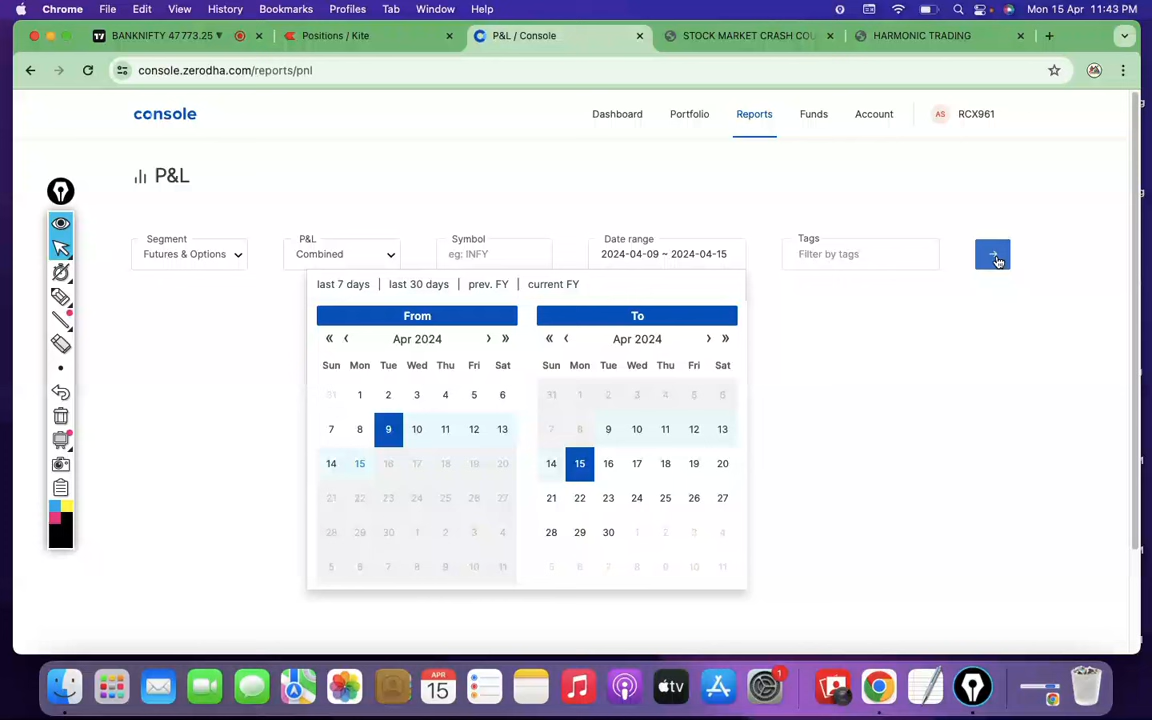 Chrome File Edit View History Bookmarks Profiles Tab Window Help Mon 15 Apr 11:43 PM
BANKNIFTY 47 773.25 Positions / Kite P&L / Console STOCK MARKET CRASH COU HARMONIC TRADING
console.zerodha.com/reports/pnl
console Dashboard Portfolio Reports Funds Account AS RCX961
P&L
Segment P&L Symbol Date range Tags
Futures & Options Combined eg: INFY 2024-04-09 ~ 2024-04-15 Filter by tags
last 7 days | last 30 days | prev. FY | current FY
From To
« ‹ Apr 2024 › » « ‹ Apr 2024 › »
Sun Mon Tue Wed Thu Fri Sat Sun Mon Tue Wed Thu Fri Sat
31 1 2 3 4 5 6 31 1 2 3 4 5 6
7 8 9 10 11 12 13 7 8 9 10 11 12 13
14 15 16 17 18 19 20 14 15 16 17 18 19 20
21 22 23 24 25 26 27 21 22 23 24 25 26 27
28 29 30 1 2 3 4 28 29 30 1 2 3 4
5 6 7 8 9 10 11 5 6 7 8 9 10 11
APR
15
tv
1